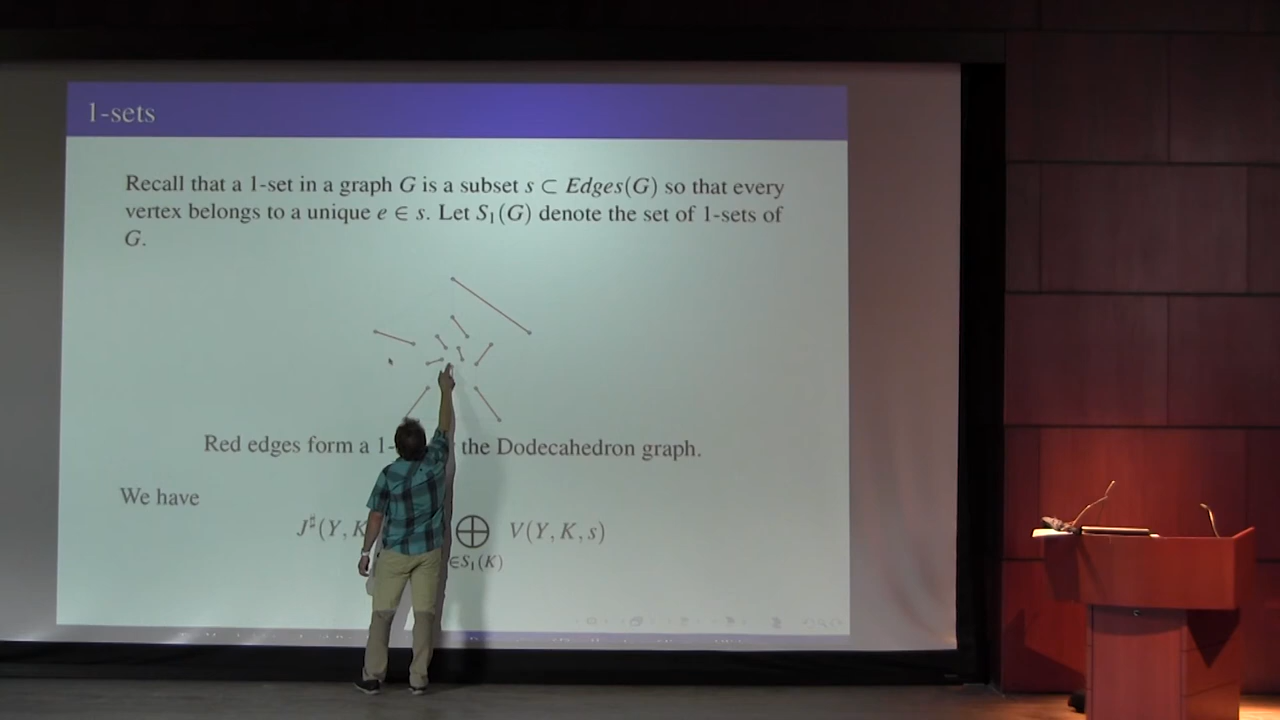 1-sets
Recall that a 1-set in a graph G is a subset s ⊂ Edges(G) so that every
vertex belongs to a unique e ∈ s. Let S₁(G) denote the set of 1-sets of
G.
Red edges form a 1- the Dodecahedron graph.
We have
J♯(Y, K ⊕ V(Y, K, s)
∈S₁(K)